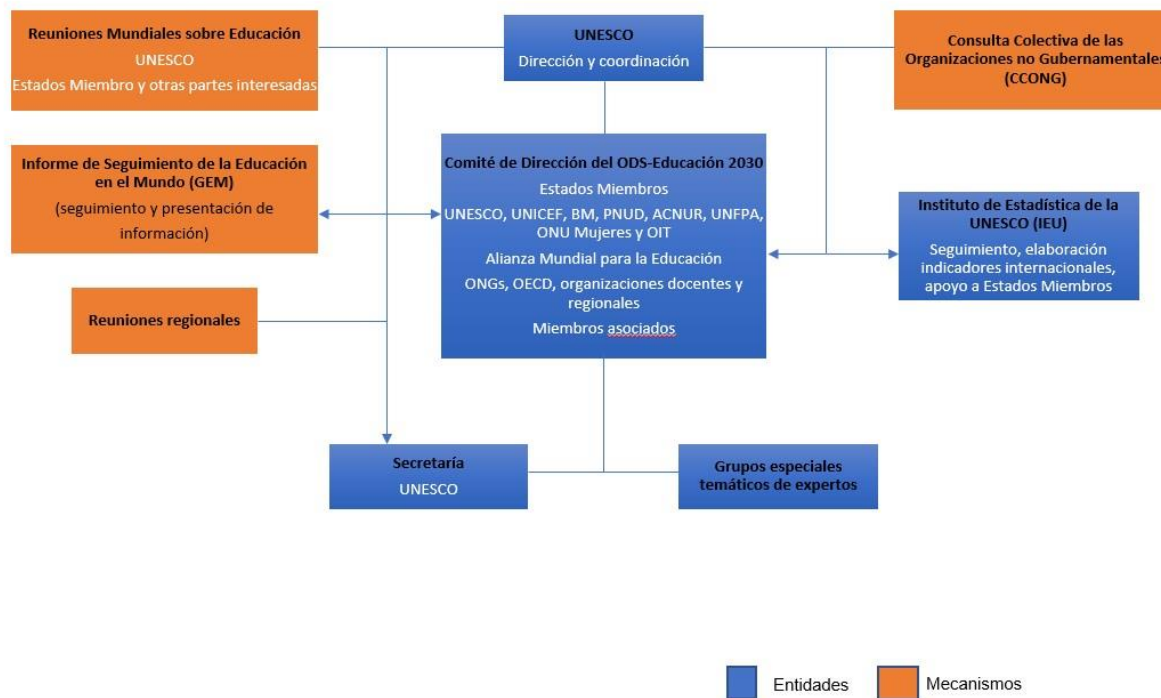 Reuniones Mundiales sobre Educación
UNESCO
Estados Miembro y otras partes interesadas
UNESCO
Dirección y coordinación
Consulta Colectiva de las
Organizaciones no Gubernamentales
(CCONG)
Informe de Seguimiento de la Educación
en el Mundo (GEM)
(seguimiento y presentación de
información)
Comité de Dirección del ODS-Educación 2030
Estados Miembros
UNESCO, UNICEF, BM, PNUD, ACNUR, UNFPA,
ONU Mujeres y OIT
Alianza Mundial para la Educación
ONGs, OECD, organizaciones docentes y
regionales
Miembros asociados
Instituto de Estadística de la
UNESCO (IEU)
Seguimiento, elaboración
indicadores internacionales,
apoyo a Estados Miembros
Reuniones regionales
Secretaría
UNESCO
Grupos especiales
temáticos de expertos
Entidades
Mecanismos